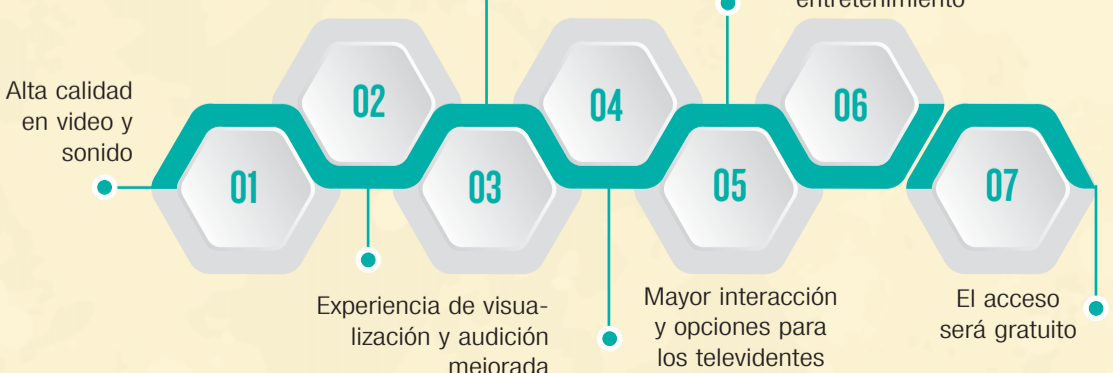 entretenimiento
Alta calidad
en video y
sonido
02
04
06
01
03
05
07
Experiencia de visua-
lización y audición
mejorada
Mayor interacción
y opciones para
los televidentes
El acceso
será gratuito